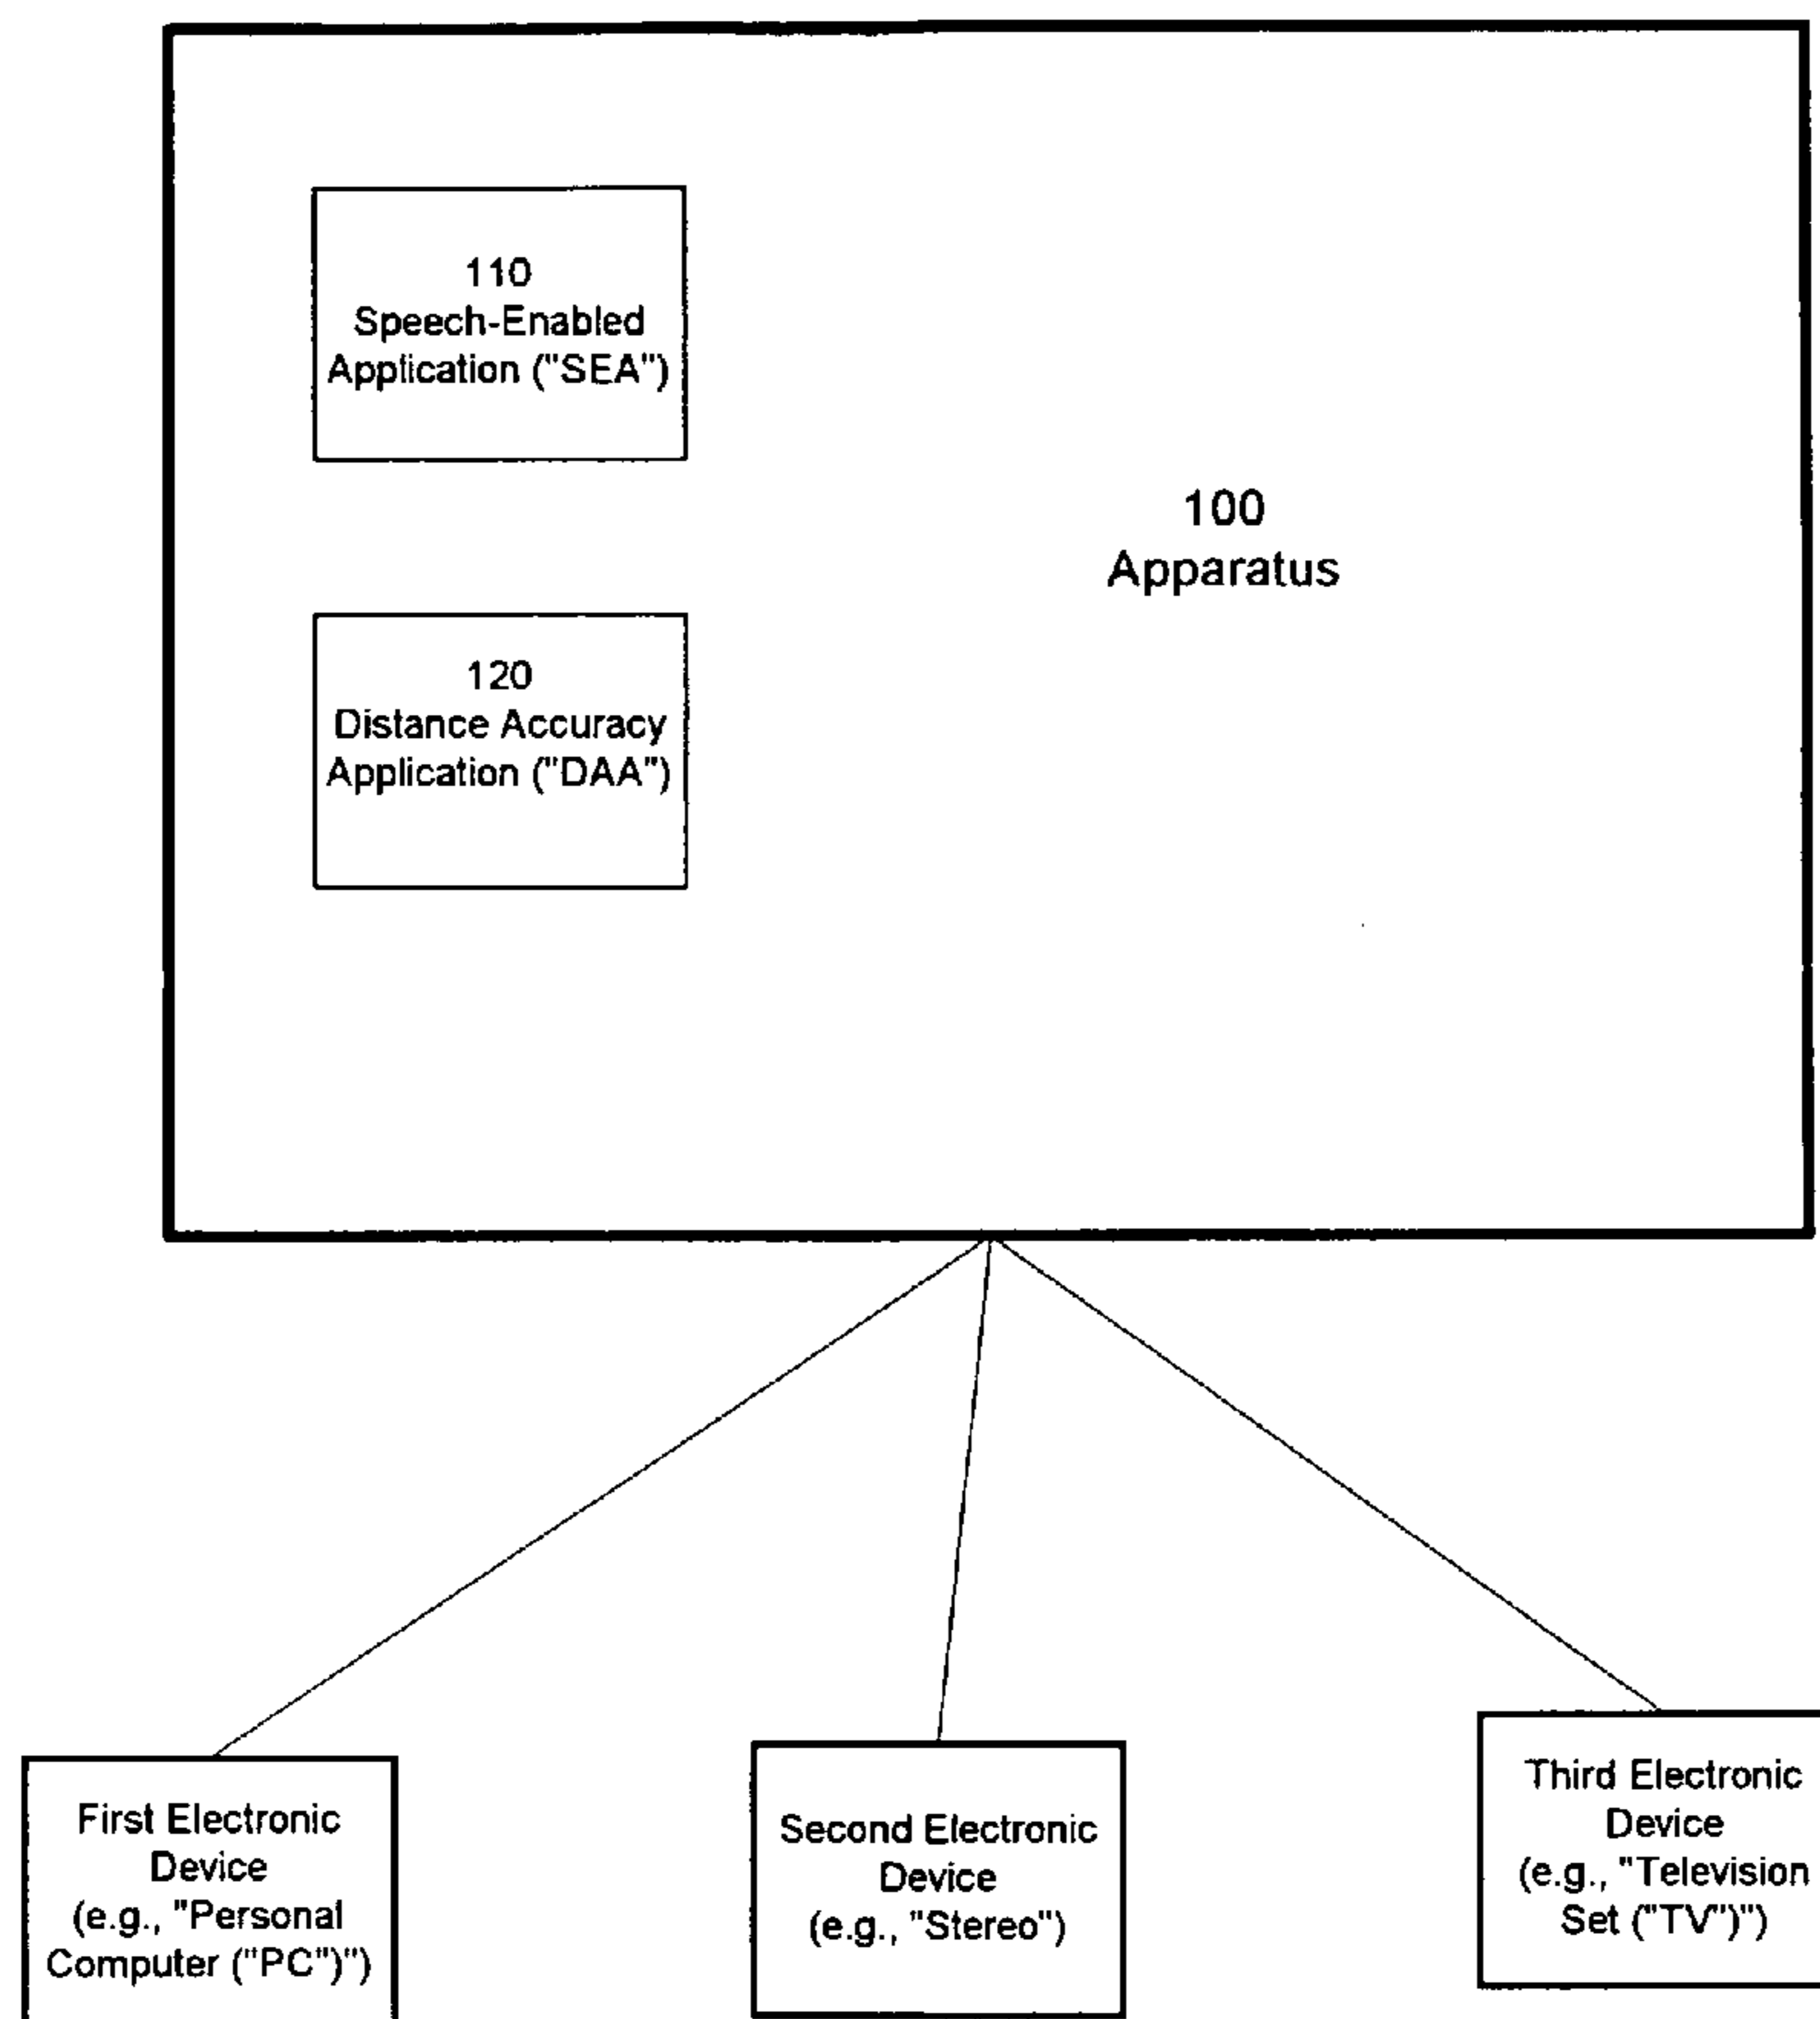 110
Speech-Enabled
Application ("SEA")
100
Apparatus
120
Distance Accuracy
Application ("DAA")
First Electronic
Device
(e.g., "Personal
Computer ("PC")")
Second Electronic
Device
(e.g., "Stereo")
Third Electronic
Device
(e.g., "Television
Set ("TV")")